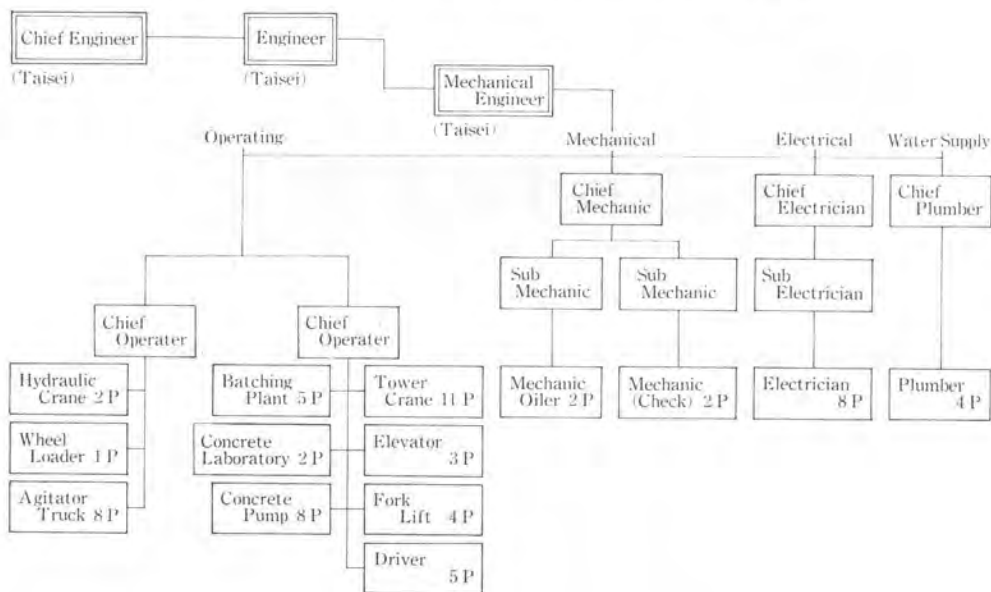 Chief Engineer
(Taisei)
Engineer
(Taisei)
Mechanical
Engineer
(Taisei)
Operating
Mechanical
Electrical
Water Supply
Chief
Mechanic
Chief
Electrician
Chief
Plumber
Sub
Mechanic
Sub
Mechanic
Sub
Electrician
Chief
Operater
Chief
Operater
Hydraulic
Crane 2 P
Wheel
Loader 1 P
Agitator
Truck 8 P
Batching
Plant 5 P
Concrete
Laboratory 2 P
Concrete
Pump 8 P
Tower
Crane 11 P
Elevator
3 P
Fork
Lift 4 P
Driver
5 P
Mechanic
Oiler 2 P
Mechanic
(Check) 2 P
Electrician
8 P
Plumber
4 P